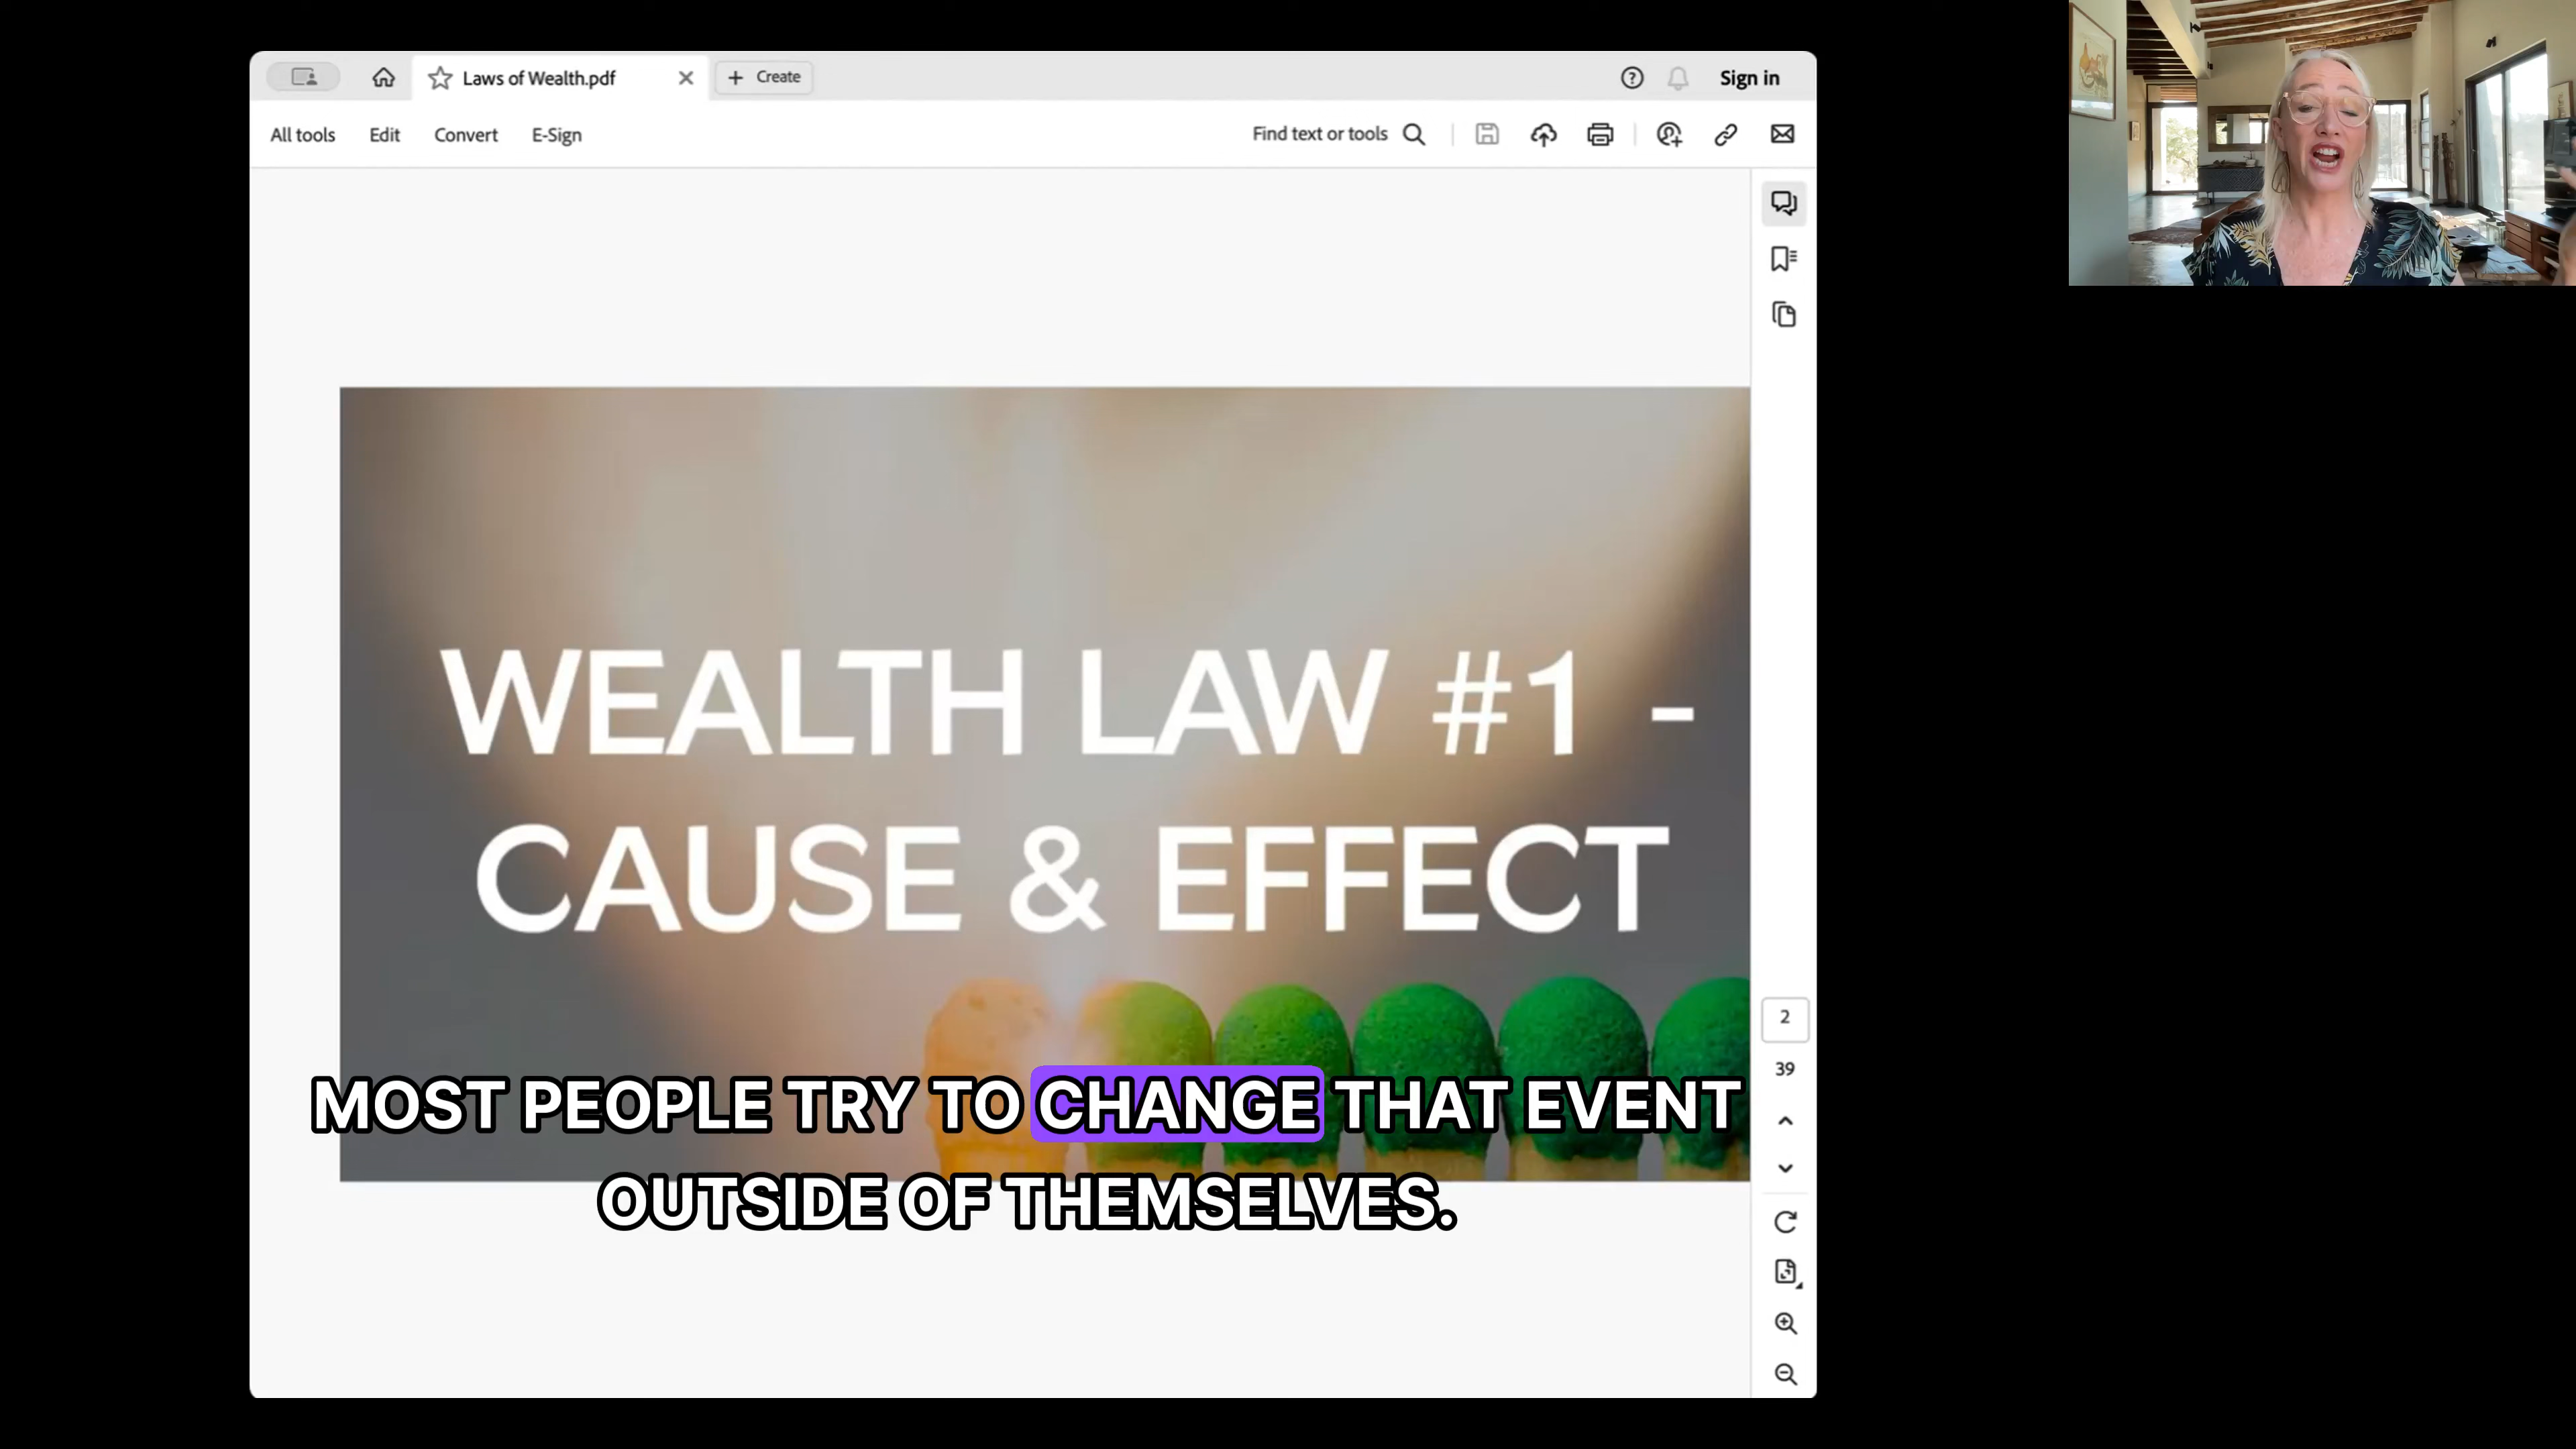 Laws of Wealth.pdf
Create
Sign in
All tools
Edit
Convert
E-Sign
Find text or tools
WEALTH LAW #1 -
CAUSE & EFFECT
2
39
MOST PEOPLE TRY TO CHANGE THAT EVENT
OUTSIDE OF THEMSELVES.